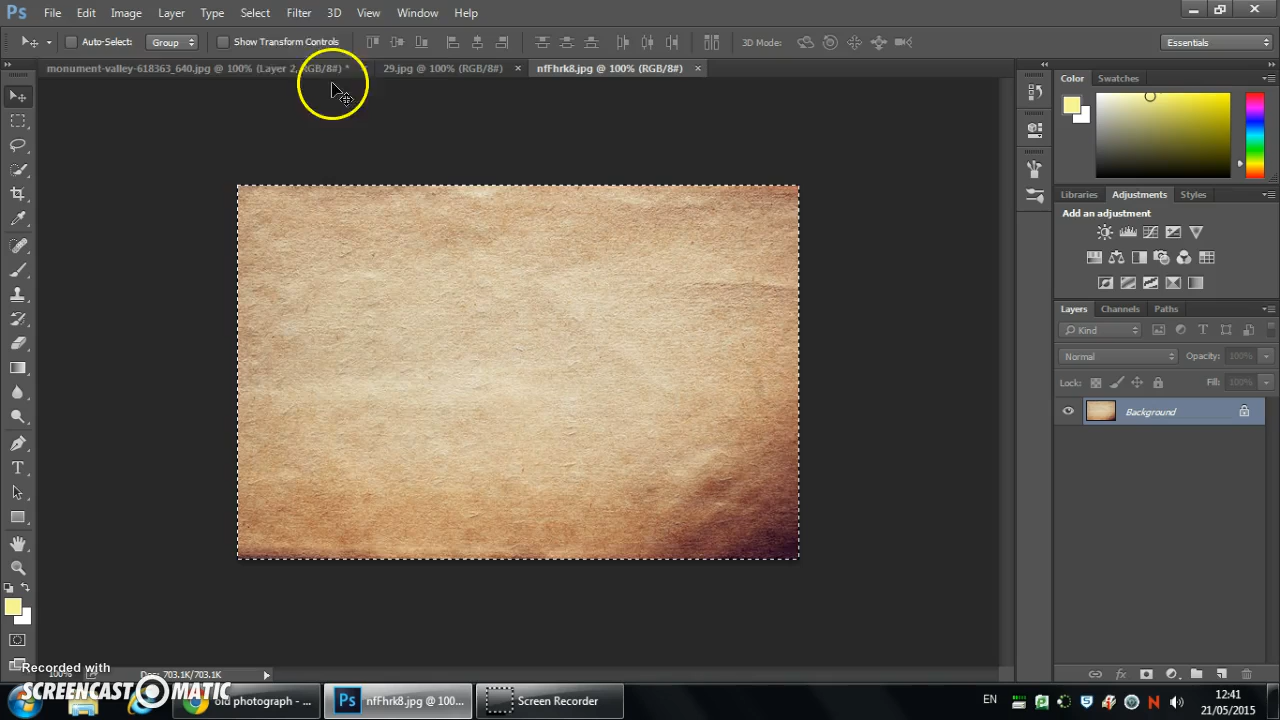 Ps File Edit Image Layer Type Select Filter 3D View Window Help
Auto-Select: Group Show Transform Controls 3D Mode: Essentials
monument-valley-618363_640.jpg @ 100% (Layer 2, RGB/8#) * 29.jpg @ 100% (RGB/8#) × nfFhrk8.jpg @ 100% (RGB/8#) ×
Color
Libraries Adjustments Styles
Add an adjustment
Layers Channels Paths
Kind
Normal Opacity: 100%
Lock: Fill: 100%
Background
T
100% Doc: 703.1K/703.1K
Recorded with
SCREENCAST MATIC
old photograph - ...
Ps nfFhrk8.jpg @ 100...
Screen Recorder
EN
12:41
21/05/2015